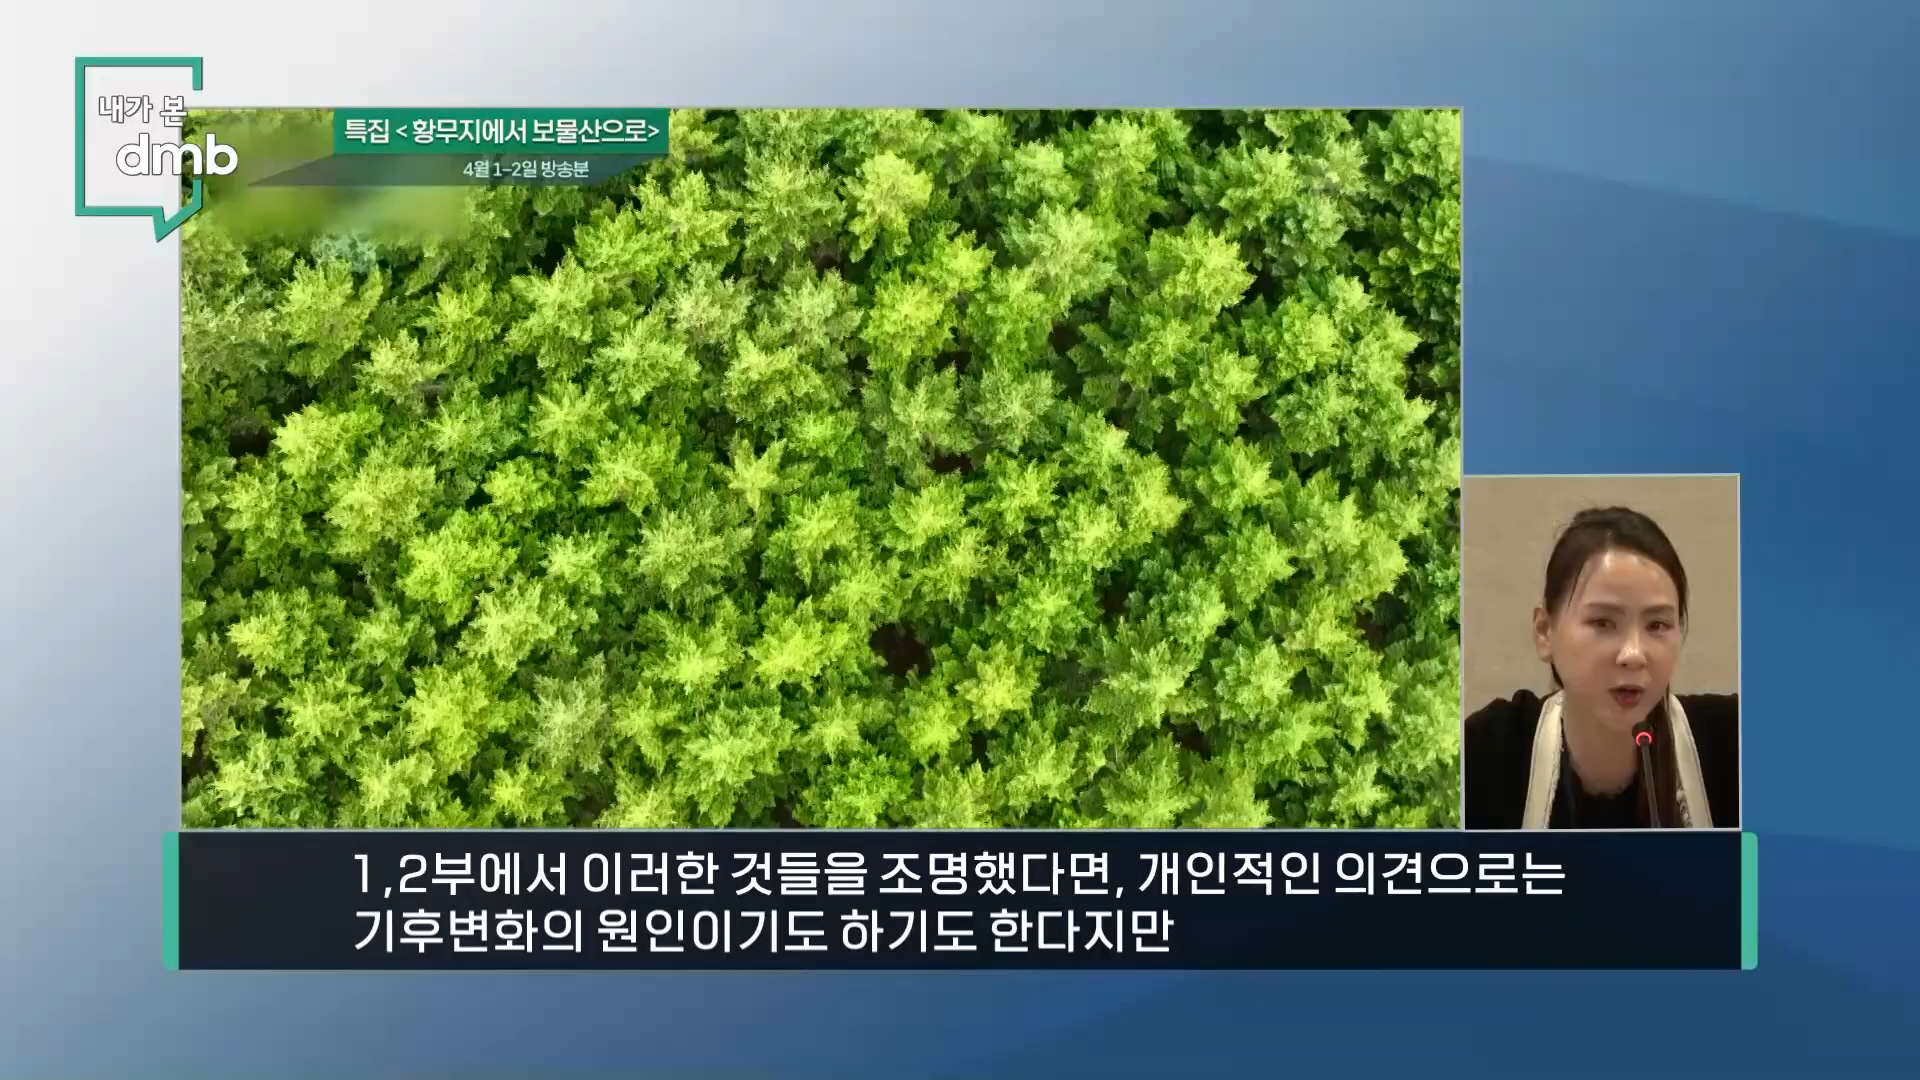 내가 본
dmb
특집 < 황무지에서 보물산으로>
4월 1-2일 방송분
1,2부에서 이러한 것들을 조명했다면, 개인적인 의견으로는
기후변화의 원인이기도 하기도 한다지만